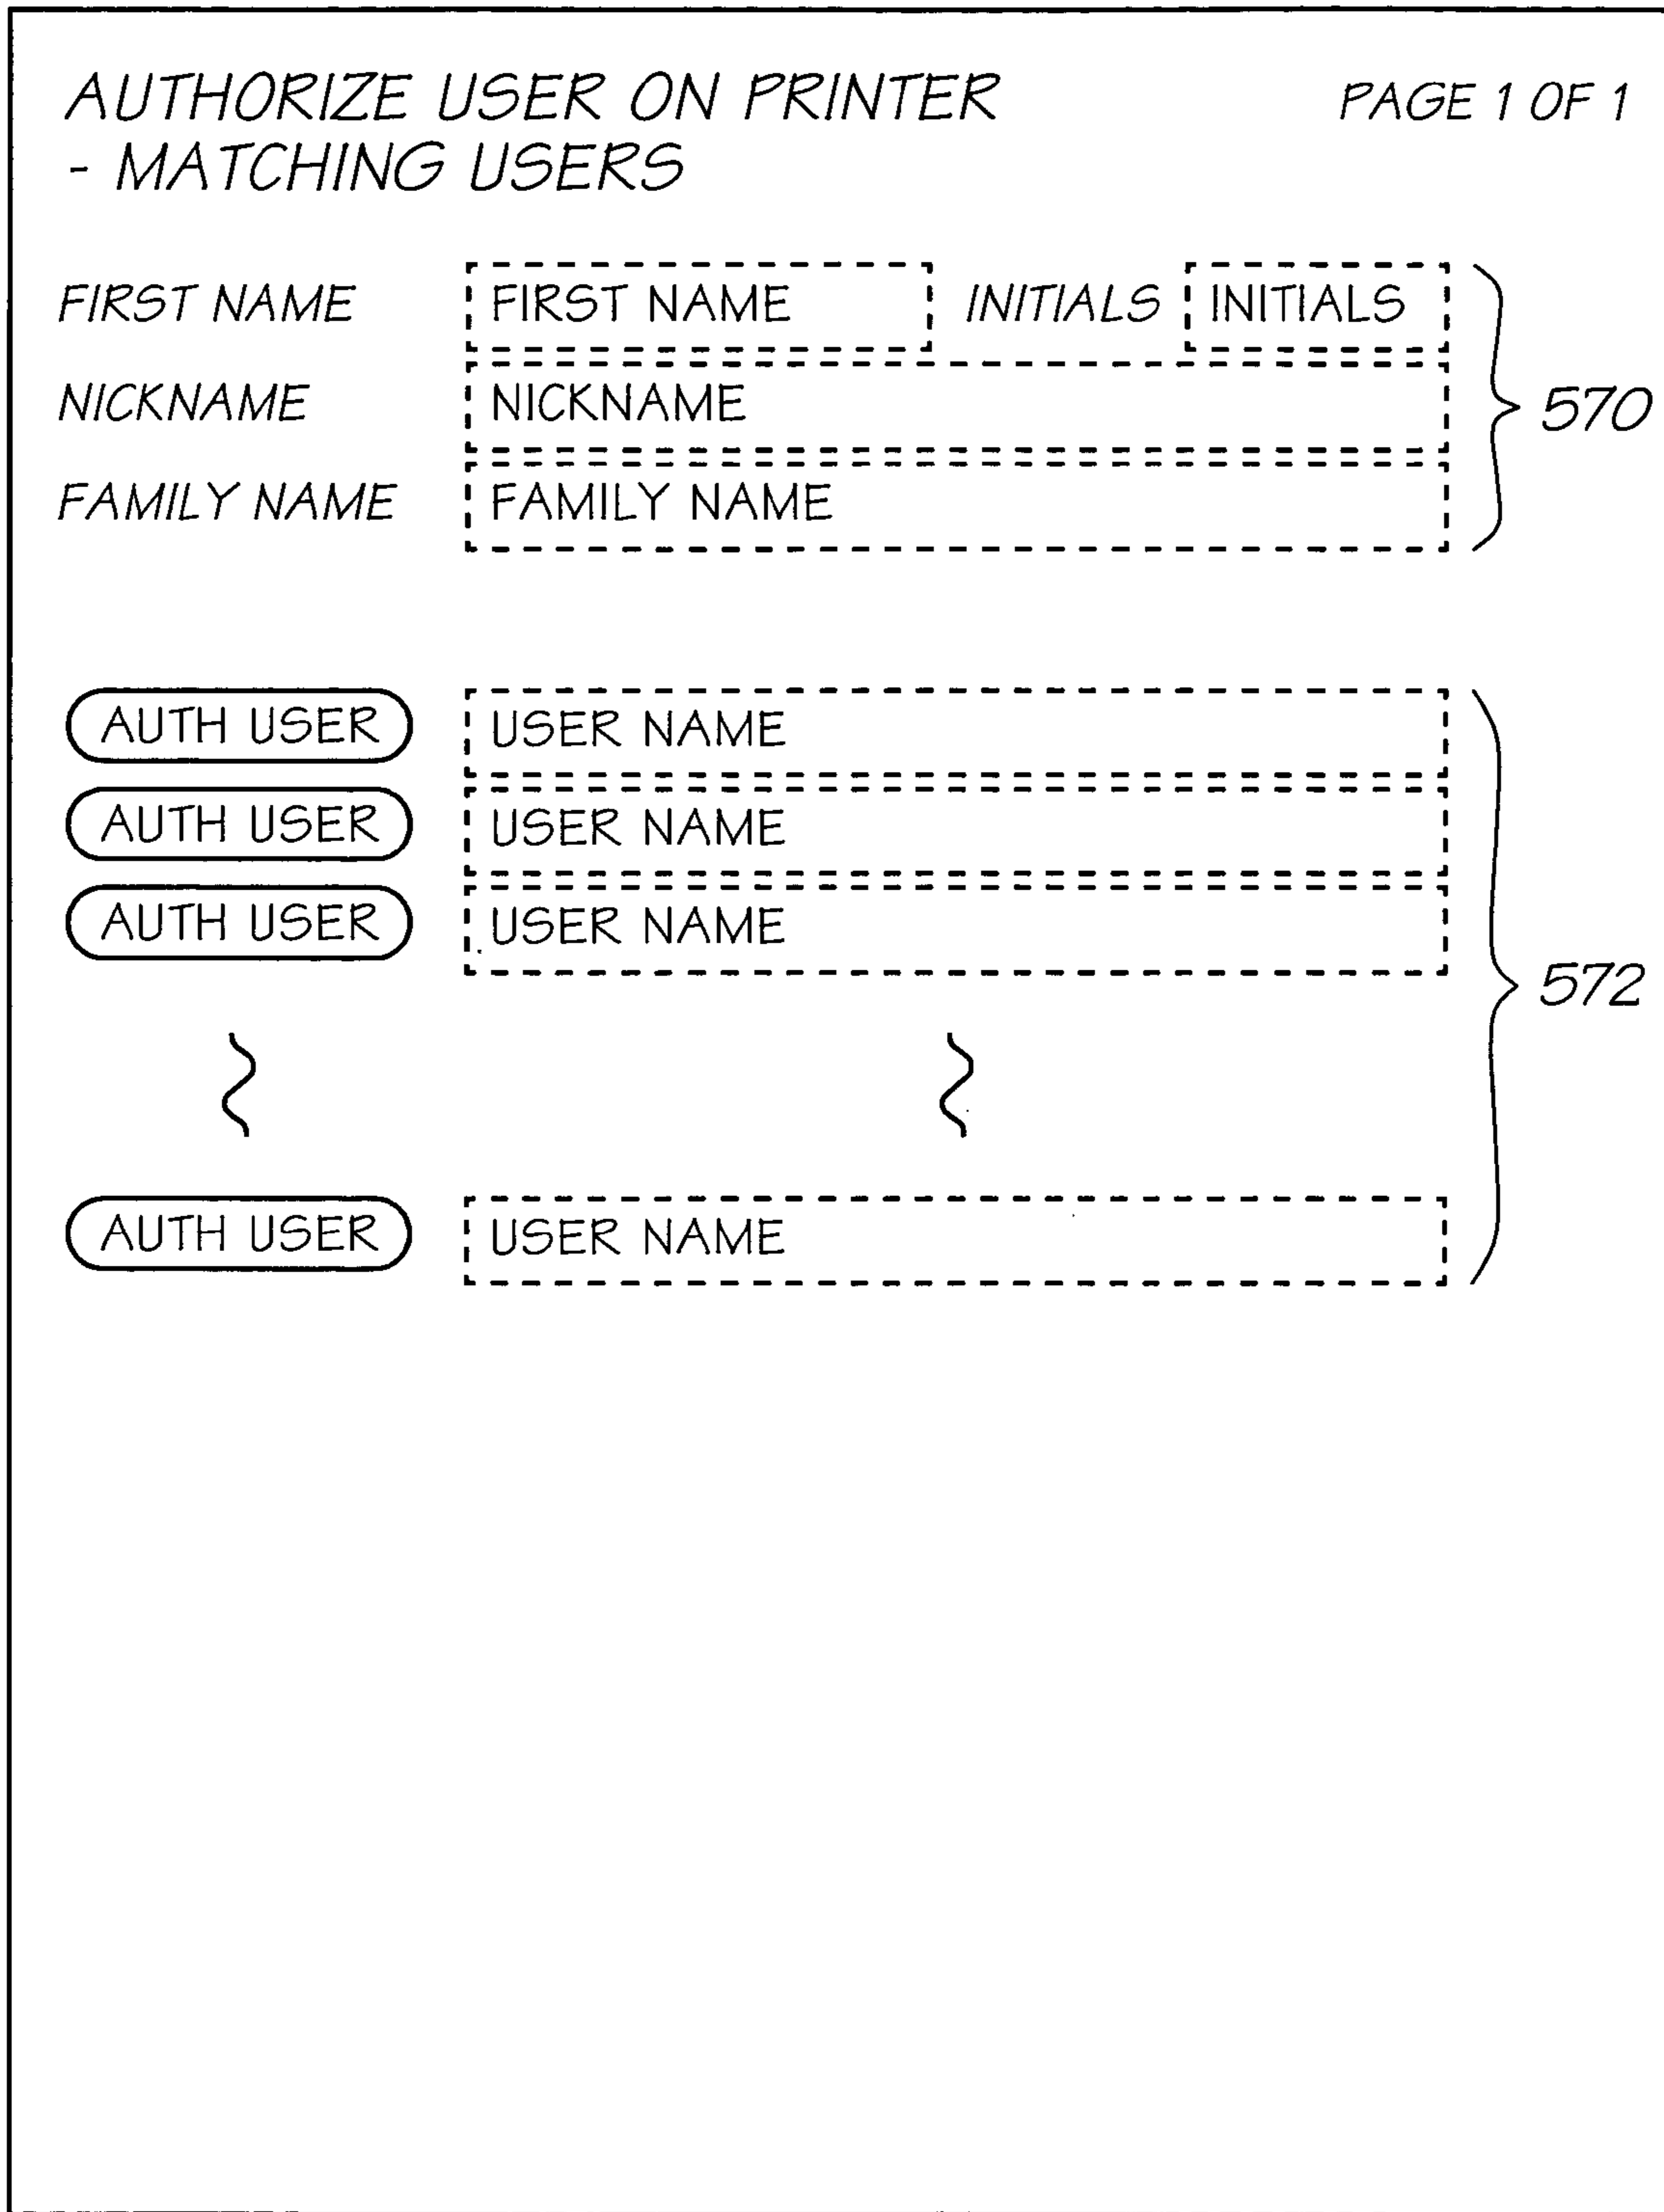 AUTHORIZE USER ON PRINTER PAGE 1 OF 1
- MATCHING USERS
FIRST NAME FIRST NAME INITIALS INITIALS
NICKNAME NICKNAME 570
FAMILY NAME FAMILY NAME
AUTH USER USER NAME
AUTH USER USER NAME
AUTH USER USER NAME
572
AUTH USER USER NAME